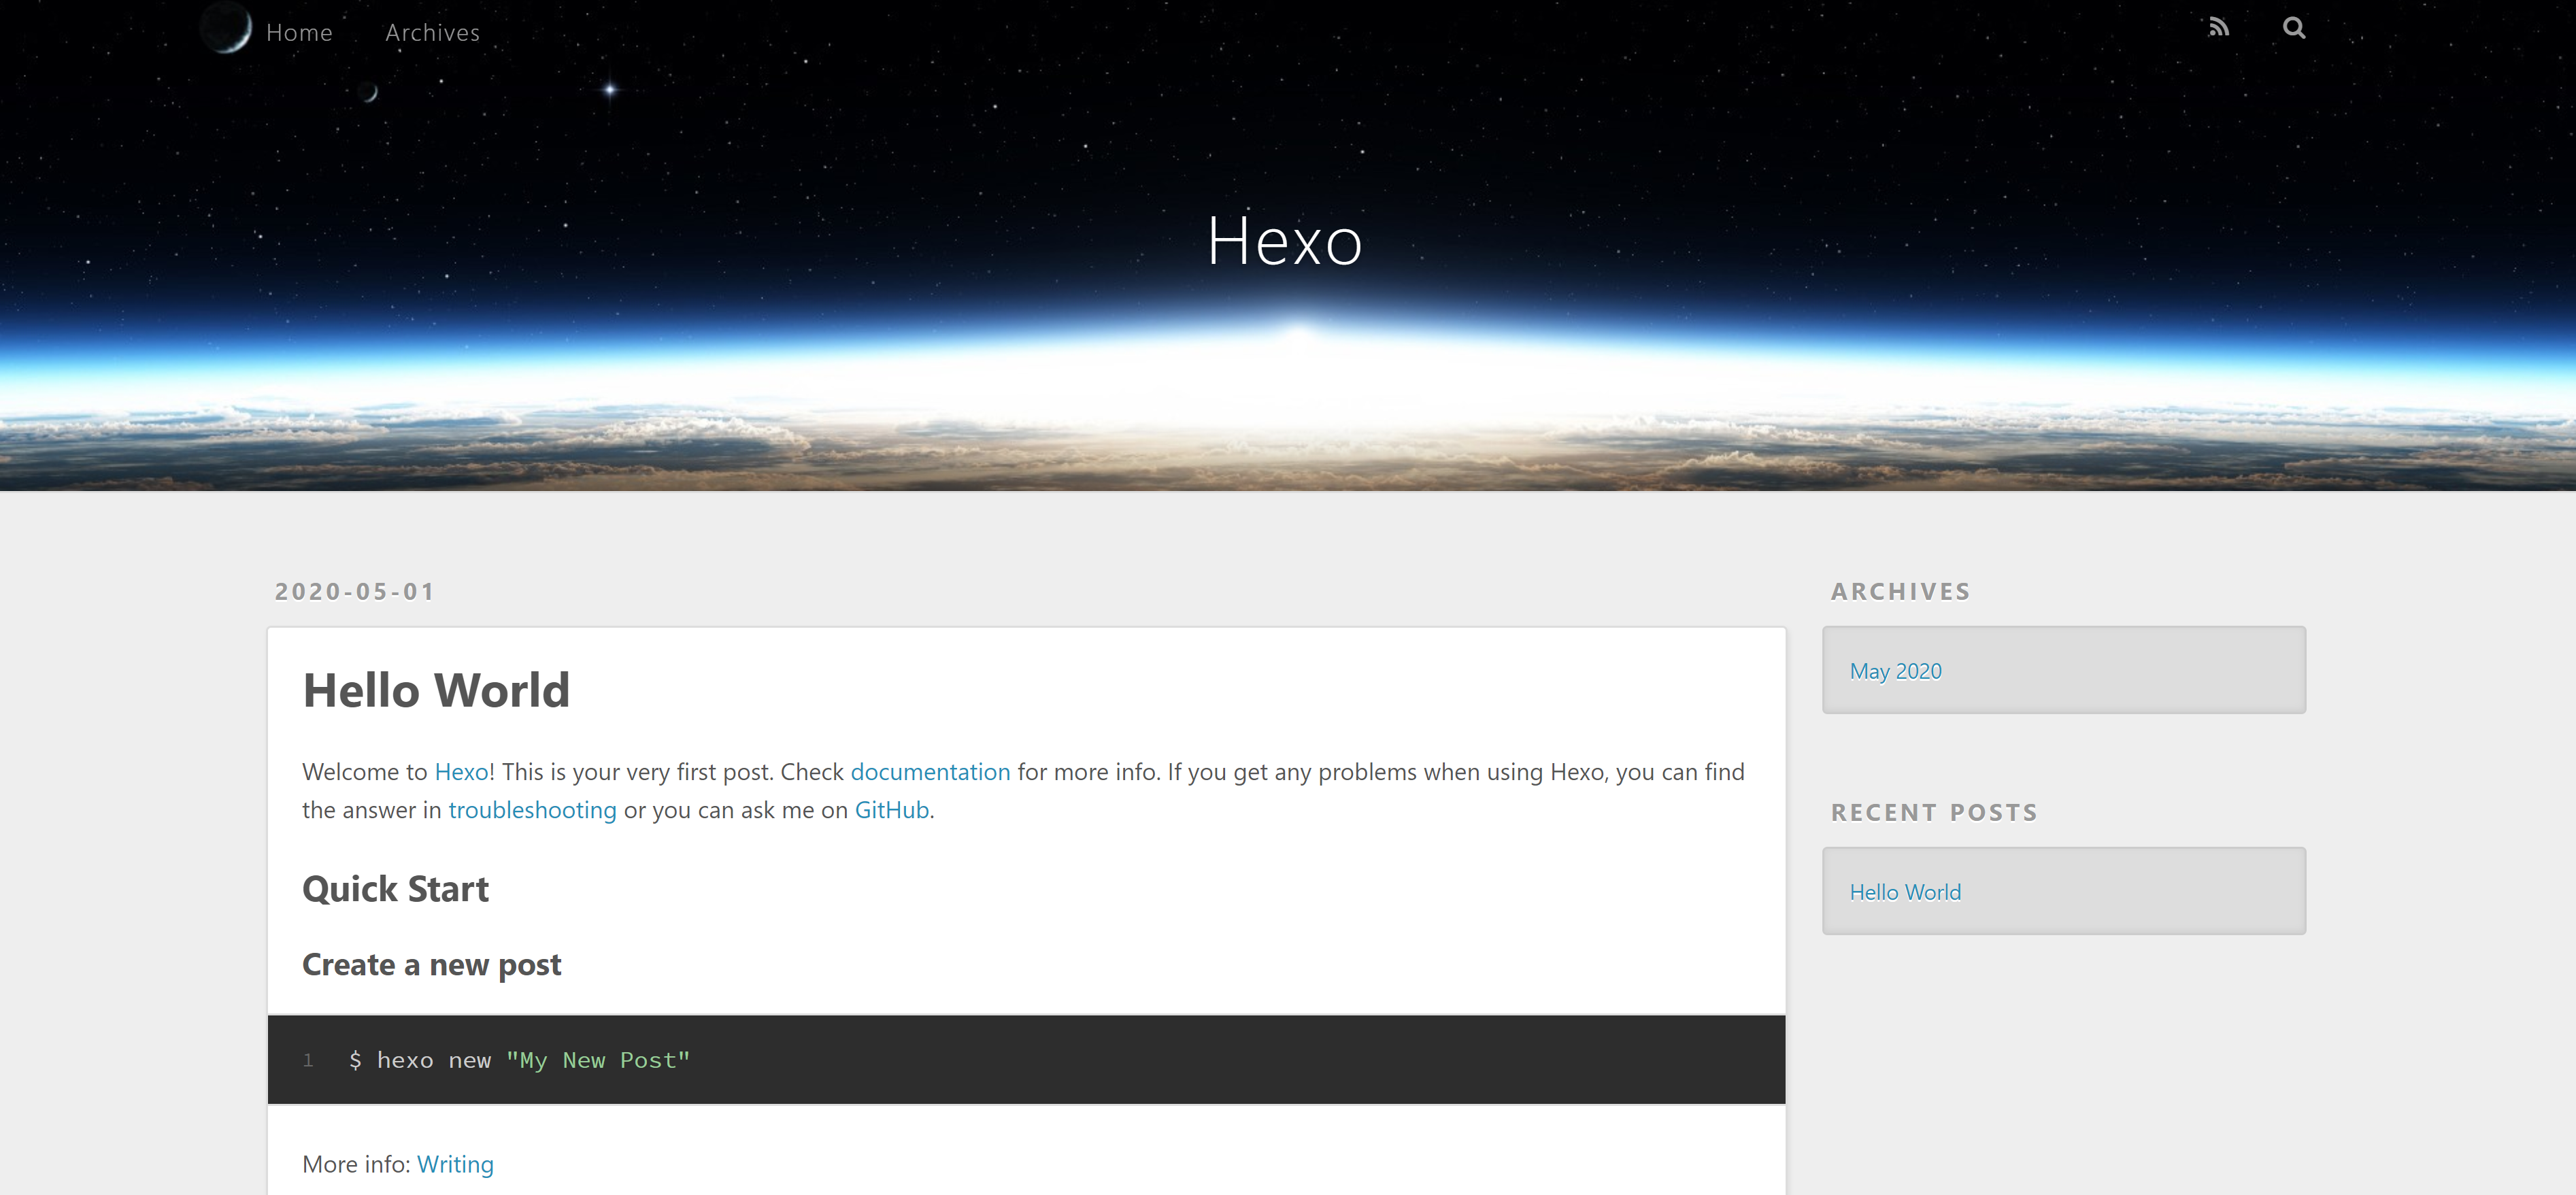 Home Archives
Hexo
2020-05-01
Hello World
Welcome to Hexo! This is your very first post. Check documentation for more info. If you get any problems when using Hexo, you can find
the answer in troubleshooting or you can ask me on GitHub.
Quick Start
Create a new post
1 $ hexo new "My New Post"
More info: Writing
ARCHIVES
May 2020
RECENT POSTS
Hello World